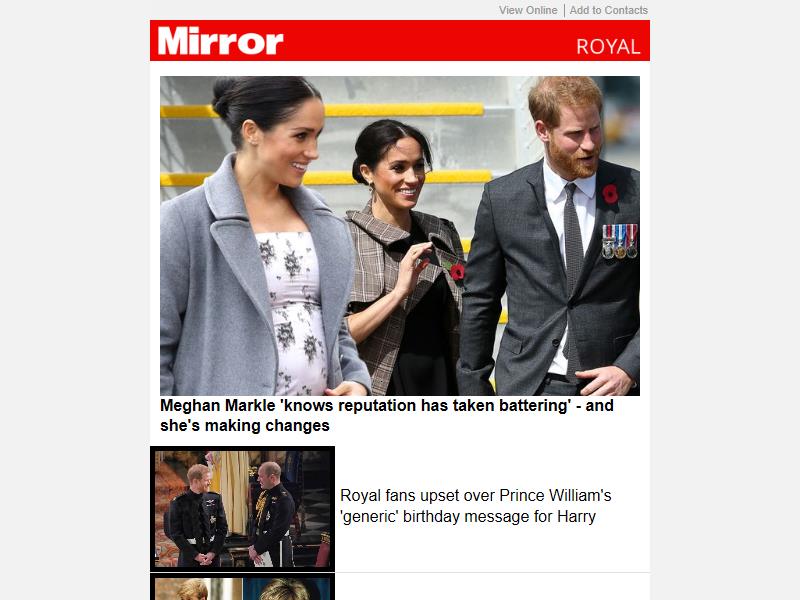 View Online | Add to Contacts
Mirror
ROYAL
Meghan Markle 'knows reputation has taken battering' - and
she's making changes
Royal fans upset over Prince William's
'generic' birthday message for Harry